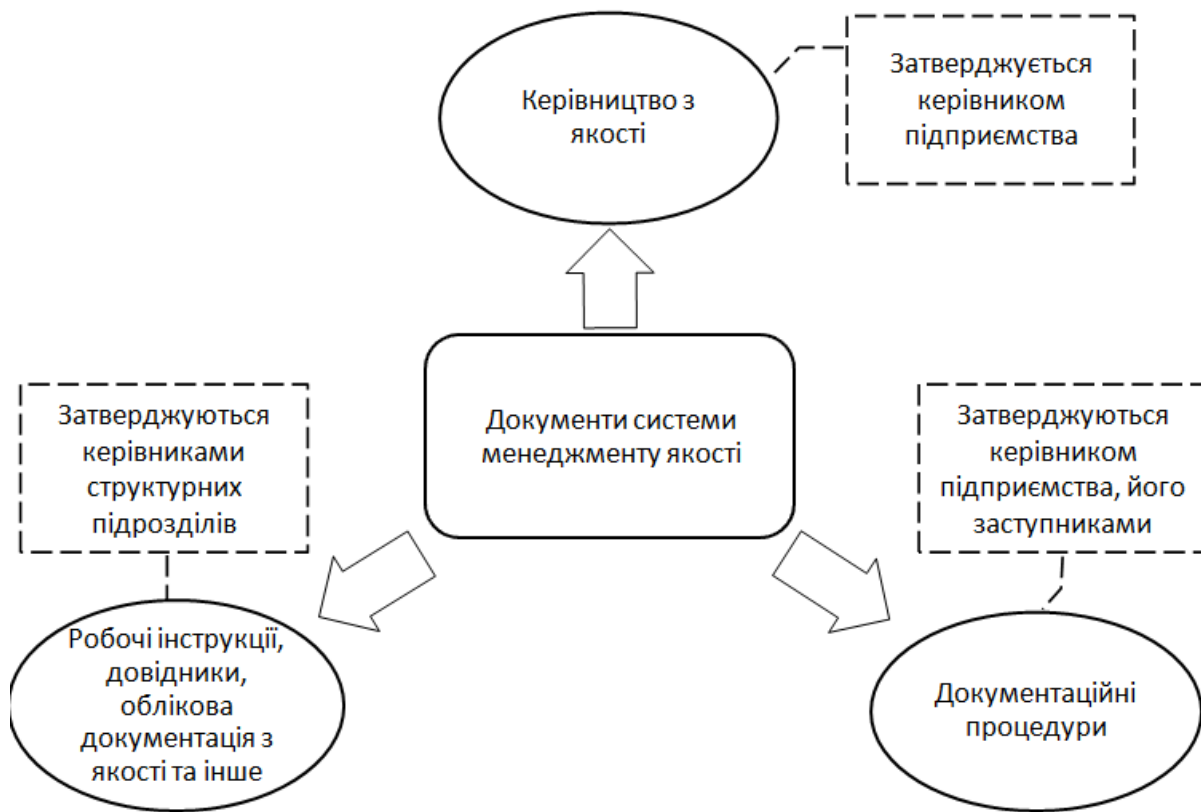 Керівництво з
якості
Затверджується
керівником
підприємства
Документи системи
менеджменту якості
Затверджуються
керівниками
структурних
підрозділів
Затверджуються
керівником
підприємства, його
заступниками
Робочі інструкції,
довідники,
облікова
документація з
якості та інше
Документаційні
процедури